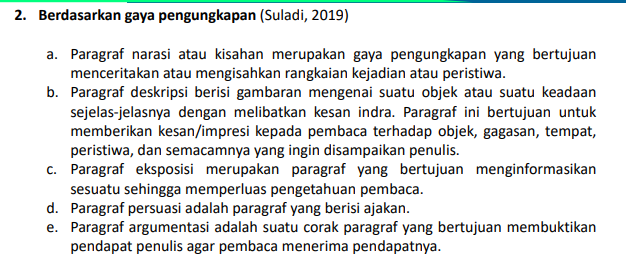 2. Berdasarkan gaya pengungkapan (Suladi, 2019)
a. Paragraf narasi atau kisahan merupakan gaya pengungkapan yang bertujuan
menceritakan atau mengisahkan rangkaian kejadian atau peristiwa.
b. Paragraf deskripsi berisi gambaran mengenai suatu objek atau suatu keadaan
sejelas-jelasnya dengan melibatkan kesan indra. Paragraf ini bertujuan untuk
memberikan kesan/impresi kepada pembaca terhadap objek, gagasan, tempat,
peristiwa, dan semacamnya yang ingin disampaikan penulis.
c. Paragraf eksposisi merupakan paragraf yang bertujuan menginformasikan
sesuatu sehingga memperluas pengetahuan pembaca.
d. Paragraf persuasi adalah paragraf yang berisi ajakan.
e. Paragraf argumentasi adalah suatu corak paragraf yang bertujuan membuktikan
pendapat penulis agar pembaca menerima pendapatnya.